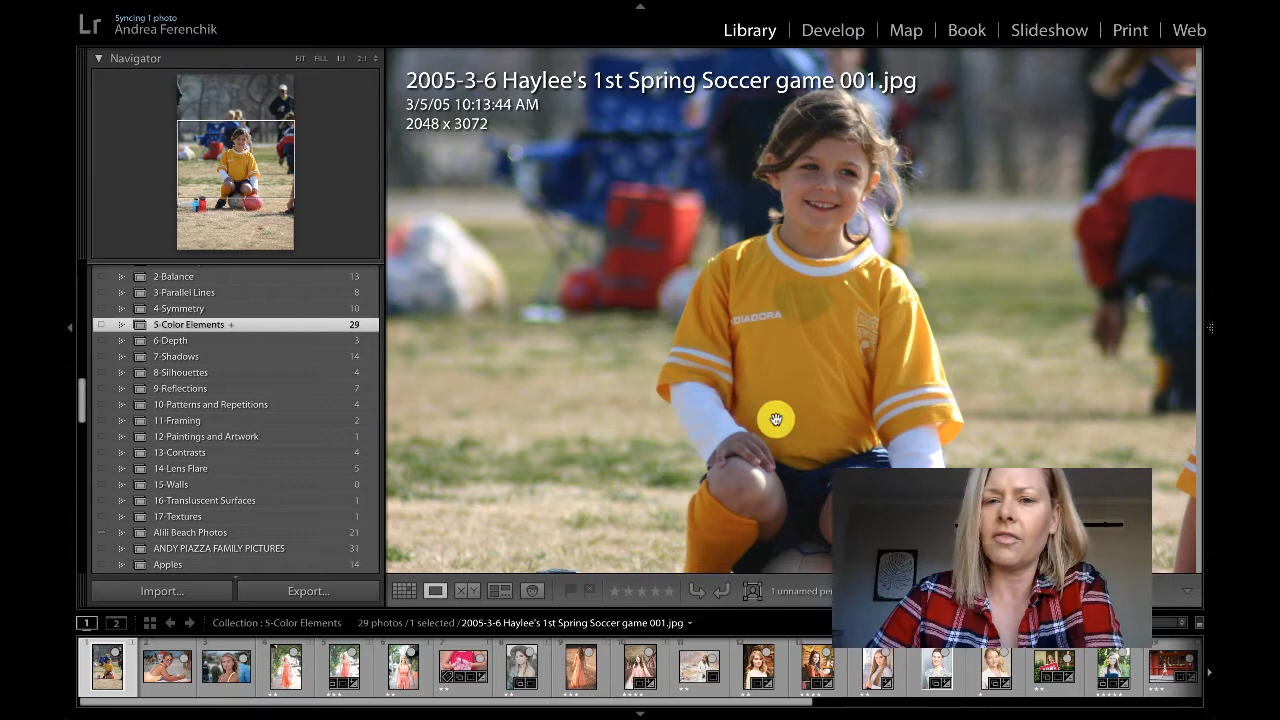 Syncing 1 photo
Andrea Ferenchik
Library | Develop | Map | Book | Slideshow | Print | Web
Navigator FIT FILL 1:1 2:1
2005-3-6 Haylee's 1st Spring Soccer game 001.jpg
3/5/05 10:13:44 AM
2048 x 3072
DIADORA
2-Balance 13
3-Parallel Lines 8
4-Symmetry 10
5-Color Elements + 29
6-Depth 3
7-Shadows 14
8-Silhouettes 4
9-Reflections 7
10-Patterns and Repetitions 4
11-Framing 2
12-Paintings and Artwork 1
13-Contrasts 4
14-Lens Flare 5
15-Walls 0
16-Transluscent Surfaces 1
17-Textures 1
Alili Beach Photos 21
ANDY PIAZZA FAMILY PICTURES 31
Apples 14
Import... Export...
1 unnamed per
1 2 Collection : 5-Color Elements 29 photos / 1 selected / 2005-3-6 Haylee's 1st Spring Soccer game 001.jpg